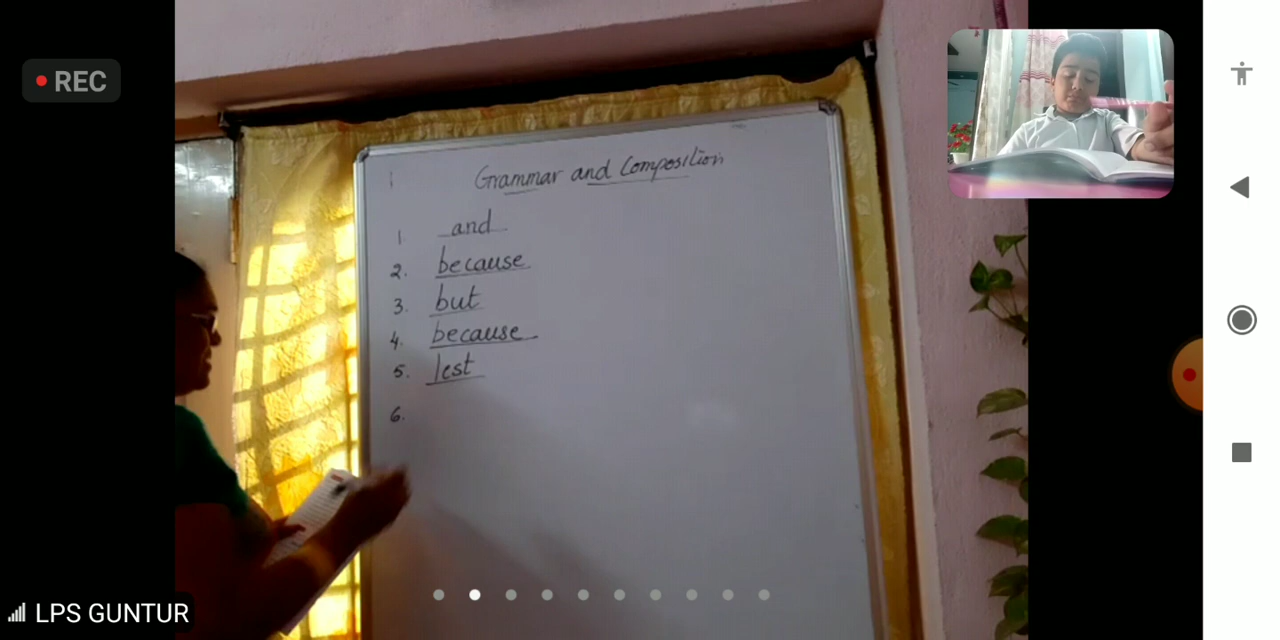 REC
Grammar and Composition
1. and
2. because
3. but
4. because
5. lest
6.
LPS GUNTUR